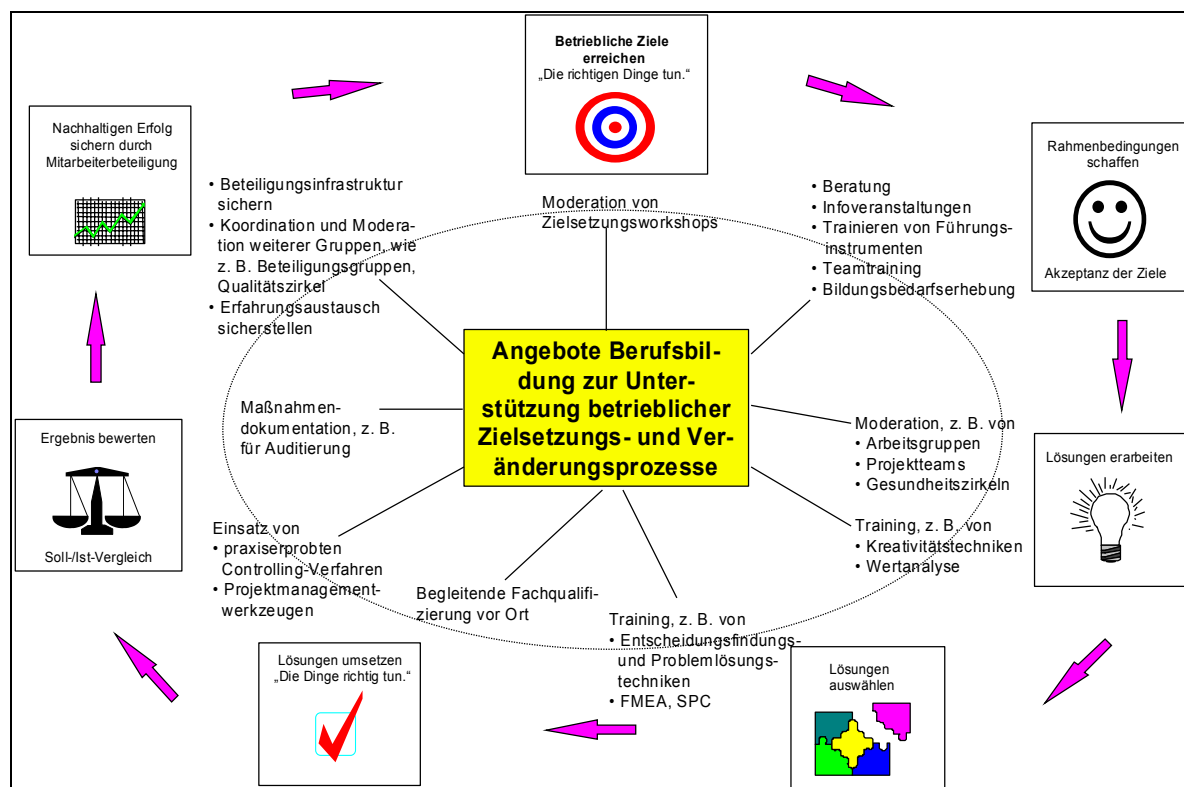 Betriebliche Ziele
erreichen
„Die richtigen Dinge tun.“
Nachhaltigen Erfolg
sichern durch
Mitarbeiterbeteiligung
Rahmenbedingungen
schaffen
Akzeptanz der Ziele
• Beteiligungsinfrastruktur
sichern
• Koordination und Modera-
tion weiterer Gruppen, wie
z. B. Beteiligungsgruppen,
Qualitätszirkel
• Erfahrungsaustausch
sicherstellen
Moderation von
Zielsetzungsworkshops
• Beratung
• Infoveranstaltungen
• Trainieren von Führungs-
instrumenten
• Teamtraining
• Bildungsbedarfserhebung
Angebote Berufsbil-
dung zur Unter-
stützung betrieblicher
Zielsetzungs- und Ver-
änderungsprozesse
Maßnahmen-
dokumentation, z. B.
für Auditierung
Moderation, z. B. von
• Arbeitsgruppen
• Projektteams
• Gesundheitszirkeln
Ergebnis bewerten
Soll-/Ist-Vergleich
Lösungen erarbeiten
Einsatz von
• praxiserprobten
Controlling-Verfahren
• Projektmanagement-
werkzeugen
Training, z. B. von
• Kreativitätstechniken
• Wertanalyse
Begleitende Fachqualifi-
zierung vor Ort
Training, z. B. von
• Entscheidungsfindungs-
und Problemlösungs-
techniken
• FMEA, SPC
Lösungen umsetzen
„Die Dinge richtig tun.“
Lösungen
auswählen